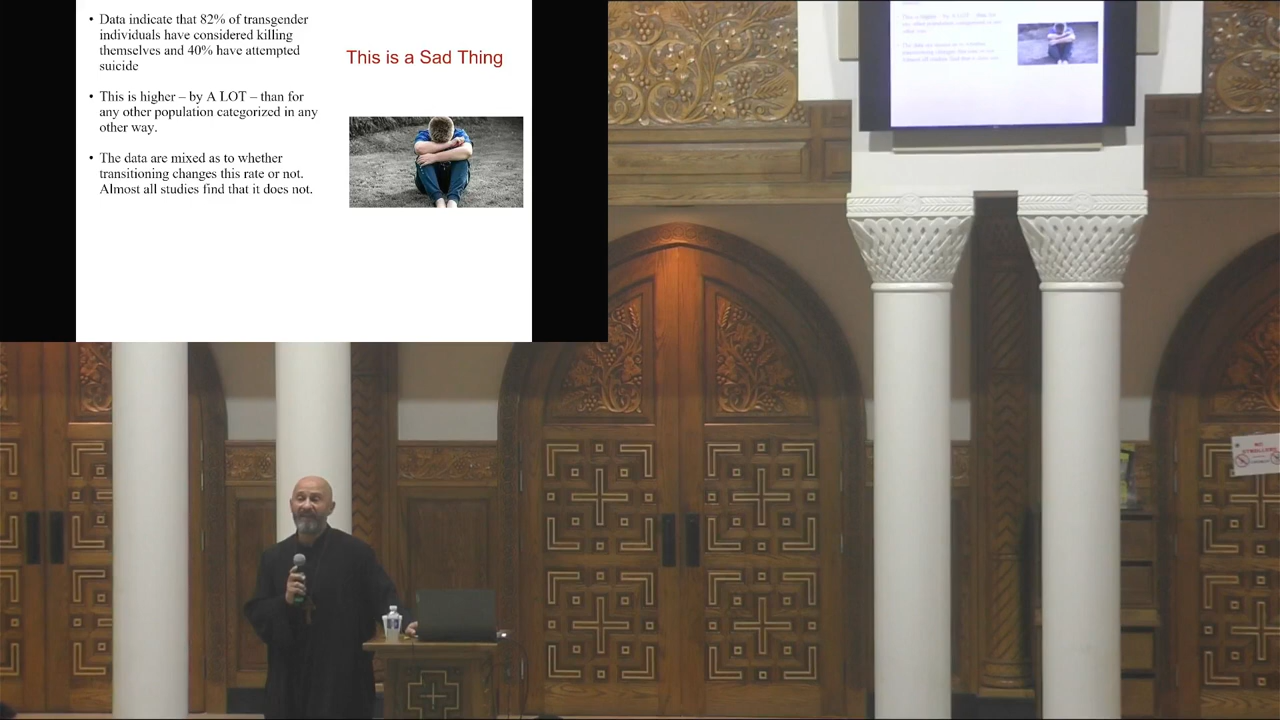 • Data indicate that 82% of transgender
individuals have considered killing
themselves and 40% have attempted
suicide
This is a Sad Thing
• This is higher – by A LOT – than for
any other population categorized in any
other way.
• The data are mixed as to whether
transitioning changes this rate or not.
Almost all studies find that it does not.
NO